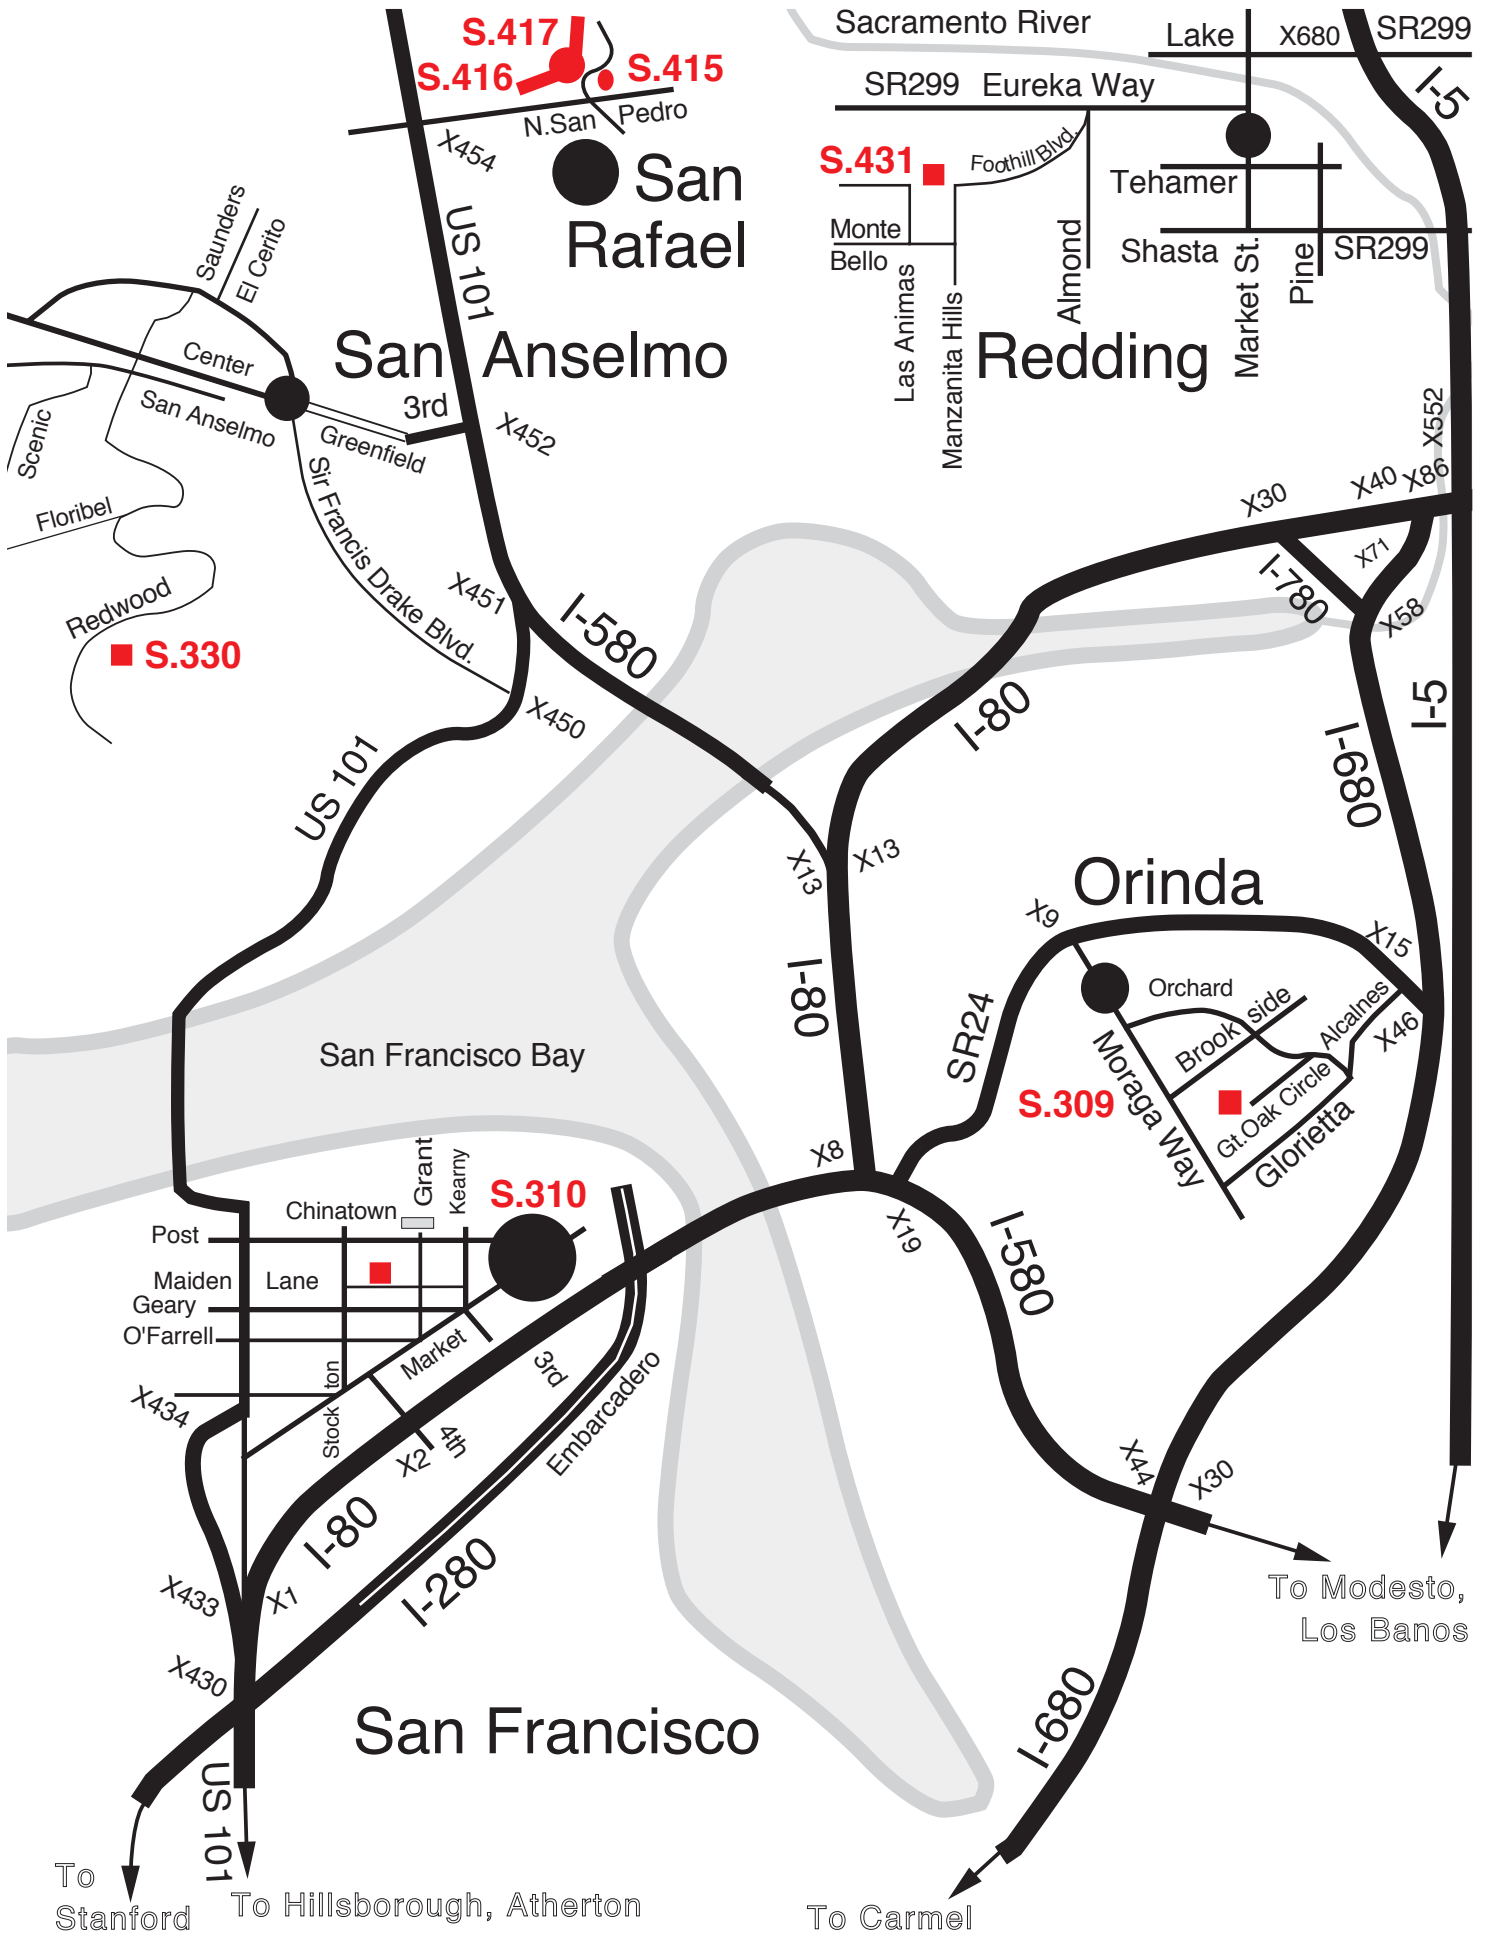 S.417
S.416
S.415
N.San Pedro
X454
San
Rafael
US 101
Sacramento River
Lake
X680
SR299
I-5
SR299 Eureka Way
S.431
Foothill Blvd.
Tehamer
Monte
Bello
Shasta
SR299
Las Animas
Manzanita Hills
Almond
Market St.
Pine
Redding
Saunders
El Cerito
Center
San Anselmo
San Anselmo
3rd
Greenfield
X452
Scenic
Floribel
Sir Francis Drake Blvd.
Redwood
S.330
X451
I-580
X450
US 101
X552
X30
X40
X86
X71
I-780
X58
I-5
I-80
I-680
X13
X13
Orinda
X9
X15
I-80
SR24
Orchard
Brook side
Alcalnes
X46
San Francisco Bay
S.309
Moraga Way
Gt.Oak Circle
Glorietta
X8
X19
I-580
Chinatown
Grant
Kearny
S.310
Post
Maiden Lane
Geary
O'Farrell
Market
Stock ton
3rd
4th
X2
Embarcadero
X434
I-80
I-280
X433
X1
X430
X44
X30
To Modesto,
Los Banos
San Francisco
I-680
US 101
To
Stanford
To Hillsborough, Atherton
To Carmel